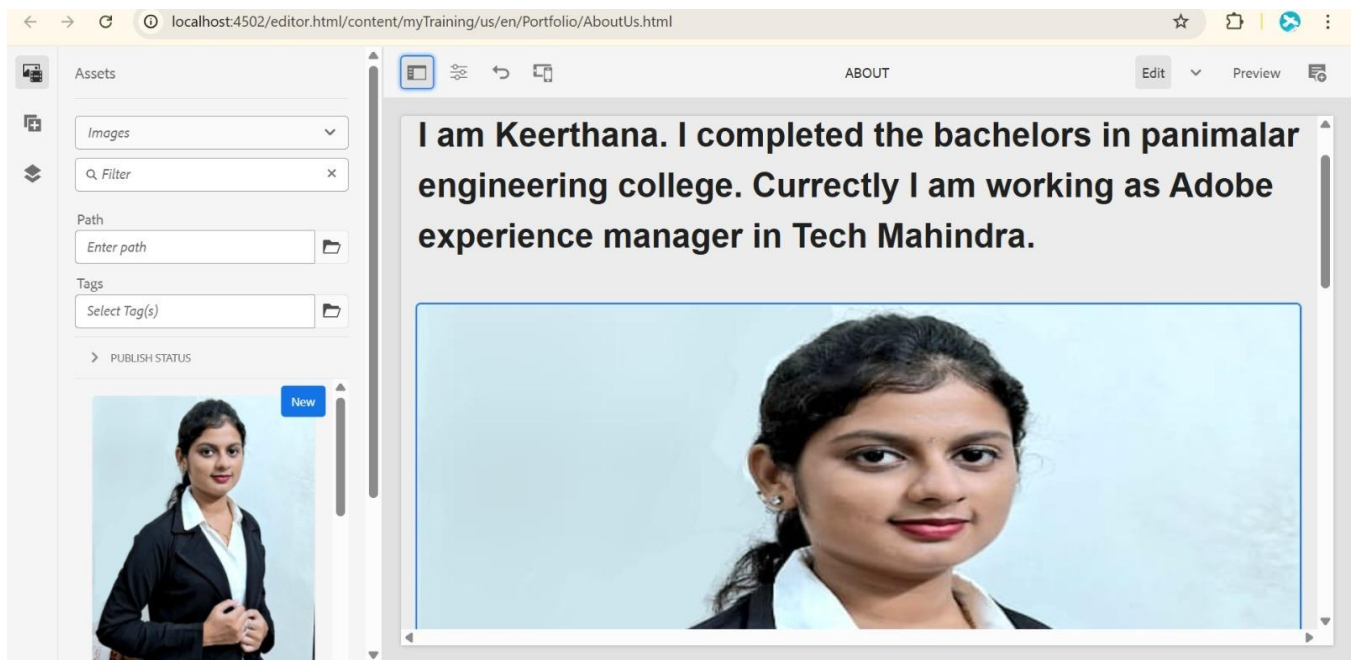 localhost:4502/editor.html/content/myTraining/us/en/Portfolio/AboutUs.html
Assets
ABOUT
Edit
Preview
Images
Filter
Path
Enter path
Tags
Select Tag(s)
PUBLISH STATUS
New
I am Keerthana. I completed the bachelors in panimalar
engineering college. Currectly I am working as Adobe
experience manager in Tech Mahindra.